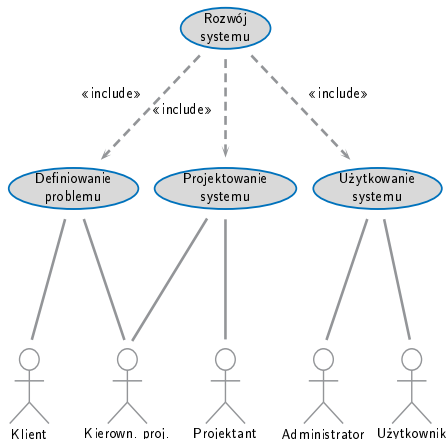 Rozwój
systemu
«include»
«include»
«include»
Definiowanie
problemu
Projektowanie
systemu
Użytkowanie
systemu
Klient
Kierown. proj.
Projektant
Administrator
Użytkownik